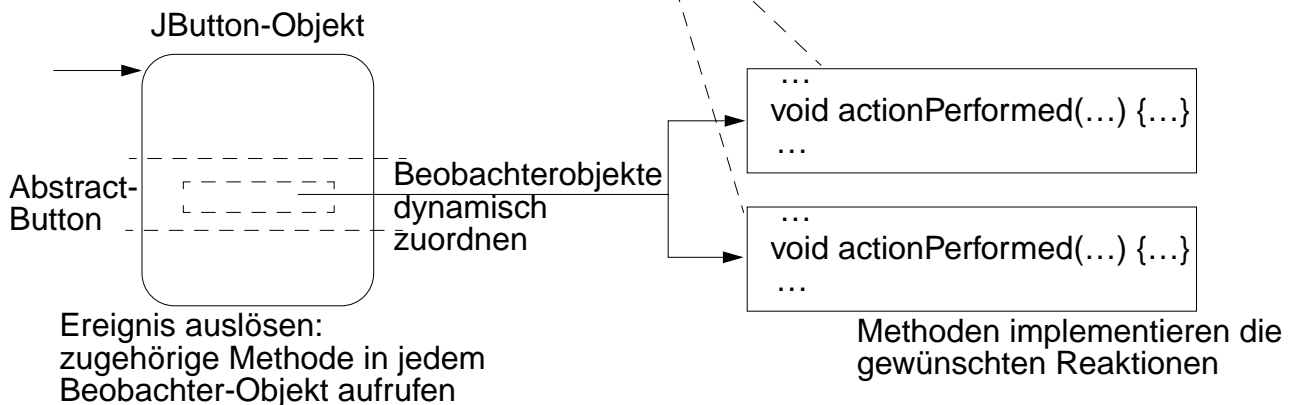 JButton-Objekt
…
void actionPerformed(…) {…}
…
Abstract-
Button
Beobachterobjekte
dynamisch
zuordnen
…
void actionPerformed(…) {…}
…
Ereignis auslösen:
zugehörige Methode in jedem
Beobachter-Objekt aufrufen
Methoden implementieren die
gewünschten Reaktionen